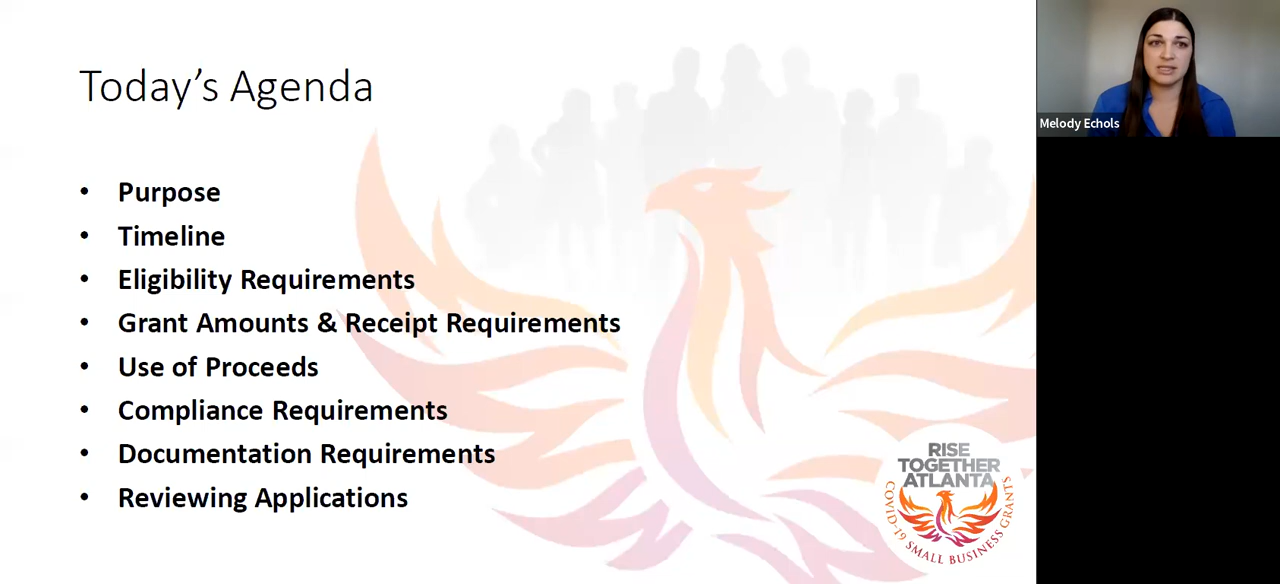 Today's Agenda
• Purpose
• Timeline
• Eligibility Requirements
• Grant Amounts & Receipt Requirements
• Use of Proceeds
• Compliance Requirements
• Documentation Requirements
• Reviewing Applications
Melody Echols
RISE
TOGETHER
ATLANTA
COVID-19 SMALL BUSINESS GRANTS